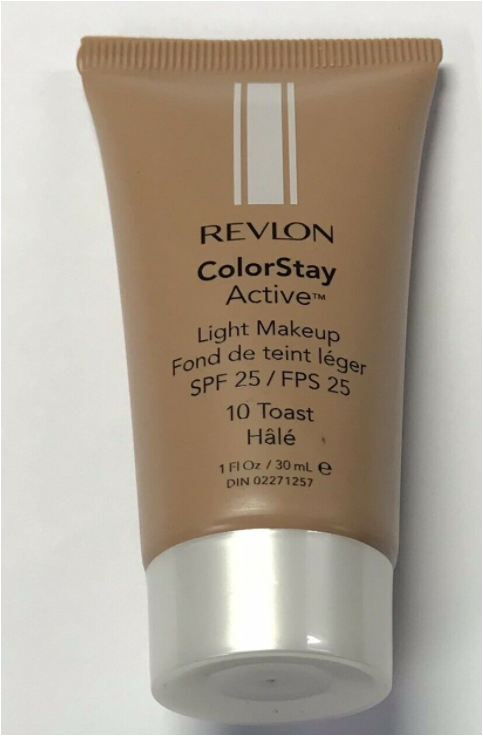 REVLON
ColorStay
Active™
Light Makeup
Fond de teint léger
SPF 25 / FPS 25
10 Toast
Hâlé
1 Fl Oz / 30 mL ℮
DIN 02271257